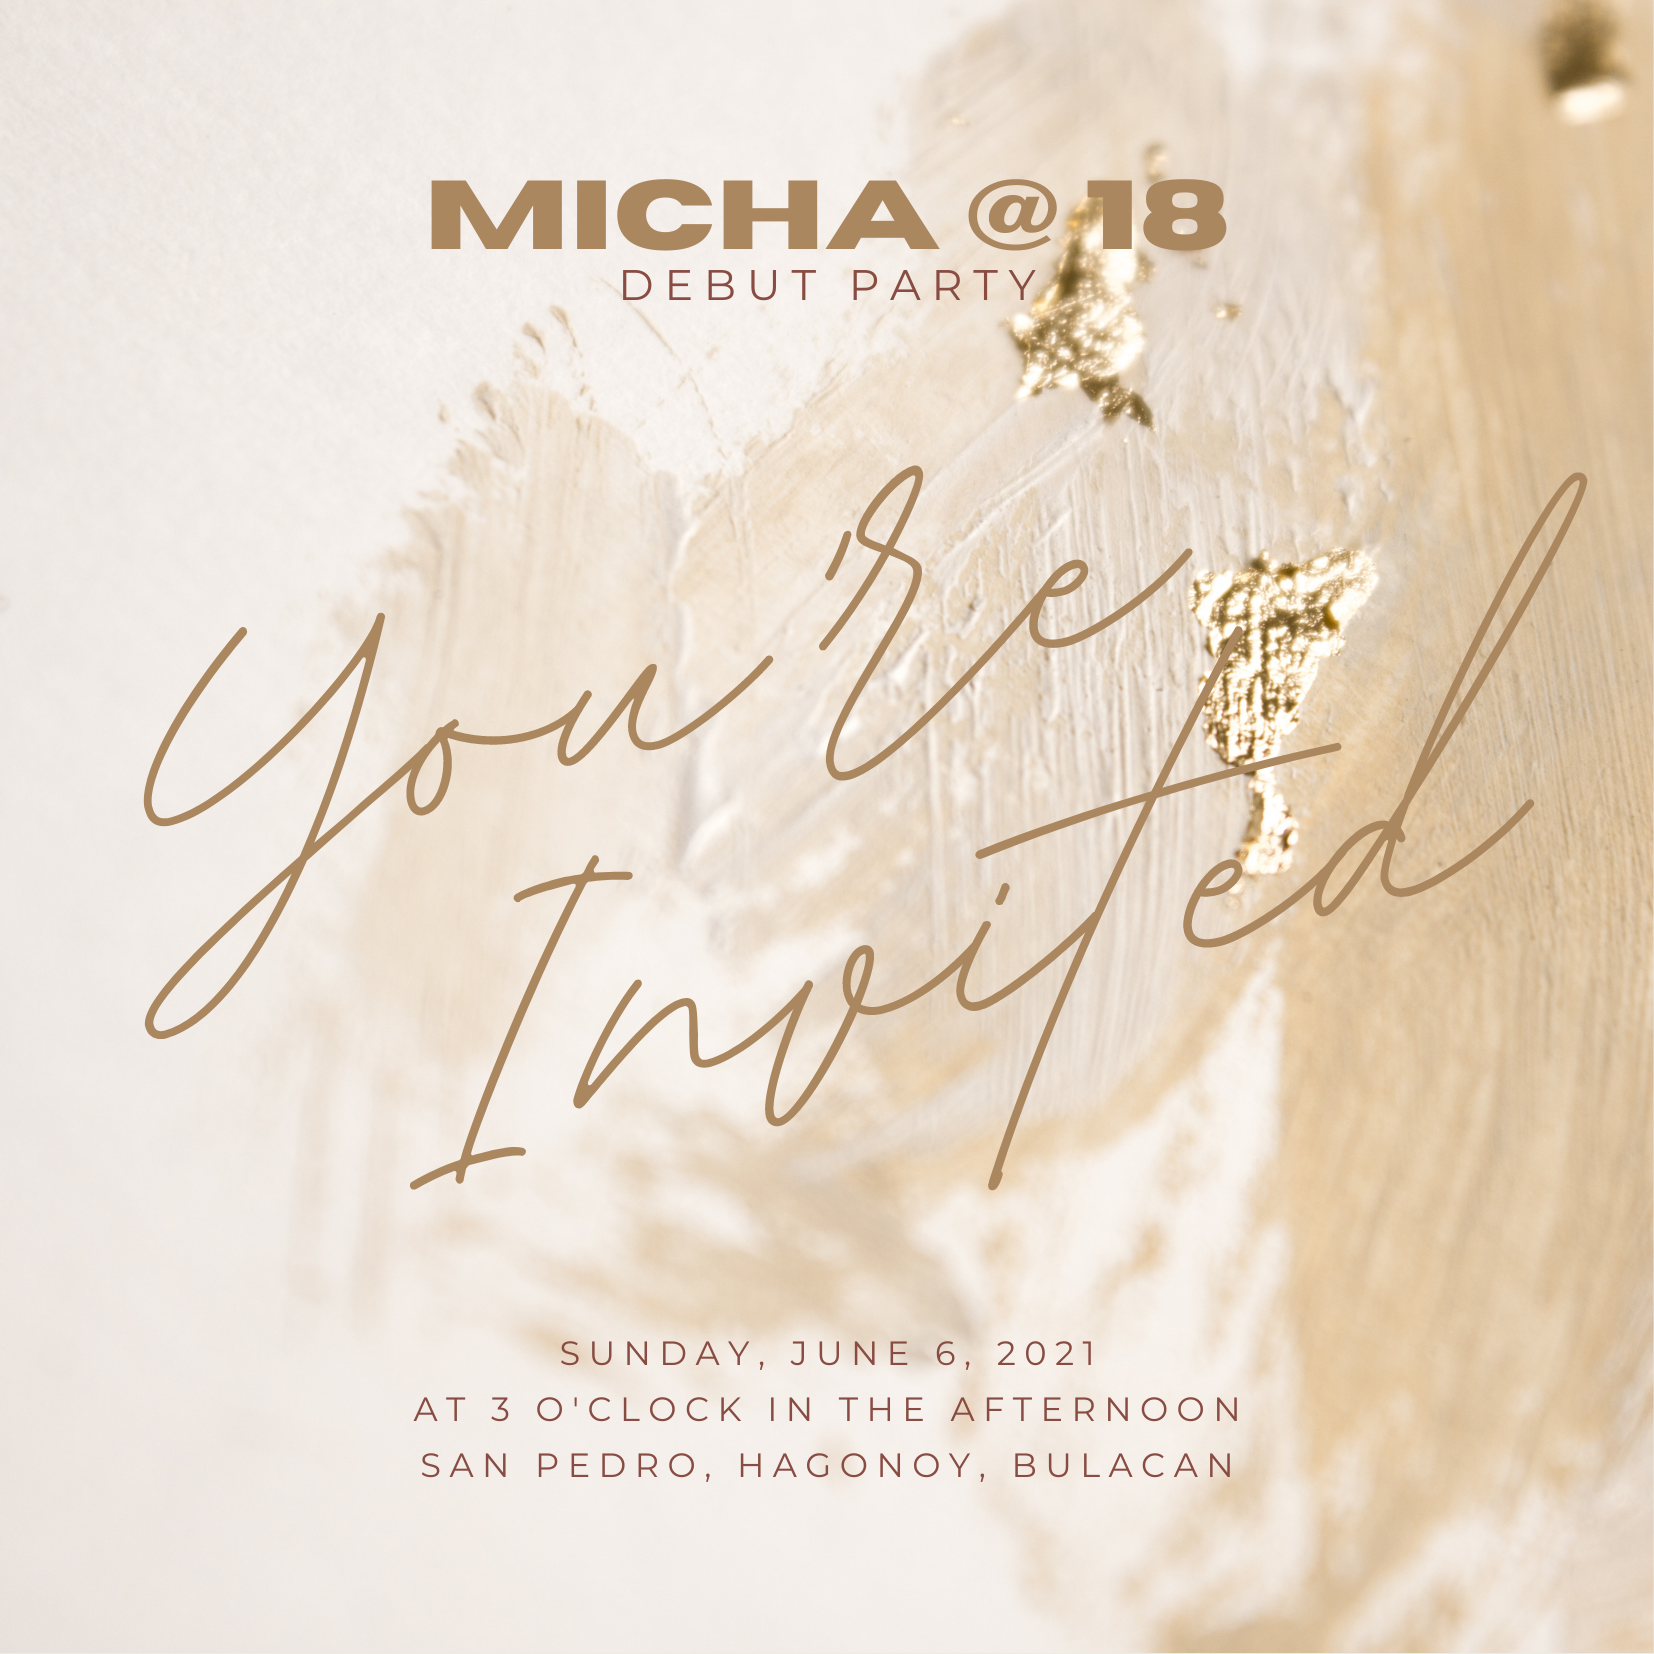 MICHA @ 18
DEBUT PARTY
You're
Invited
SUNDAY, JUNE 6, 2021
AT 3 O'CLOCK IN THE AFTERNOON
SAN PEDRO, HAGONOY, BULACAN